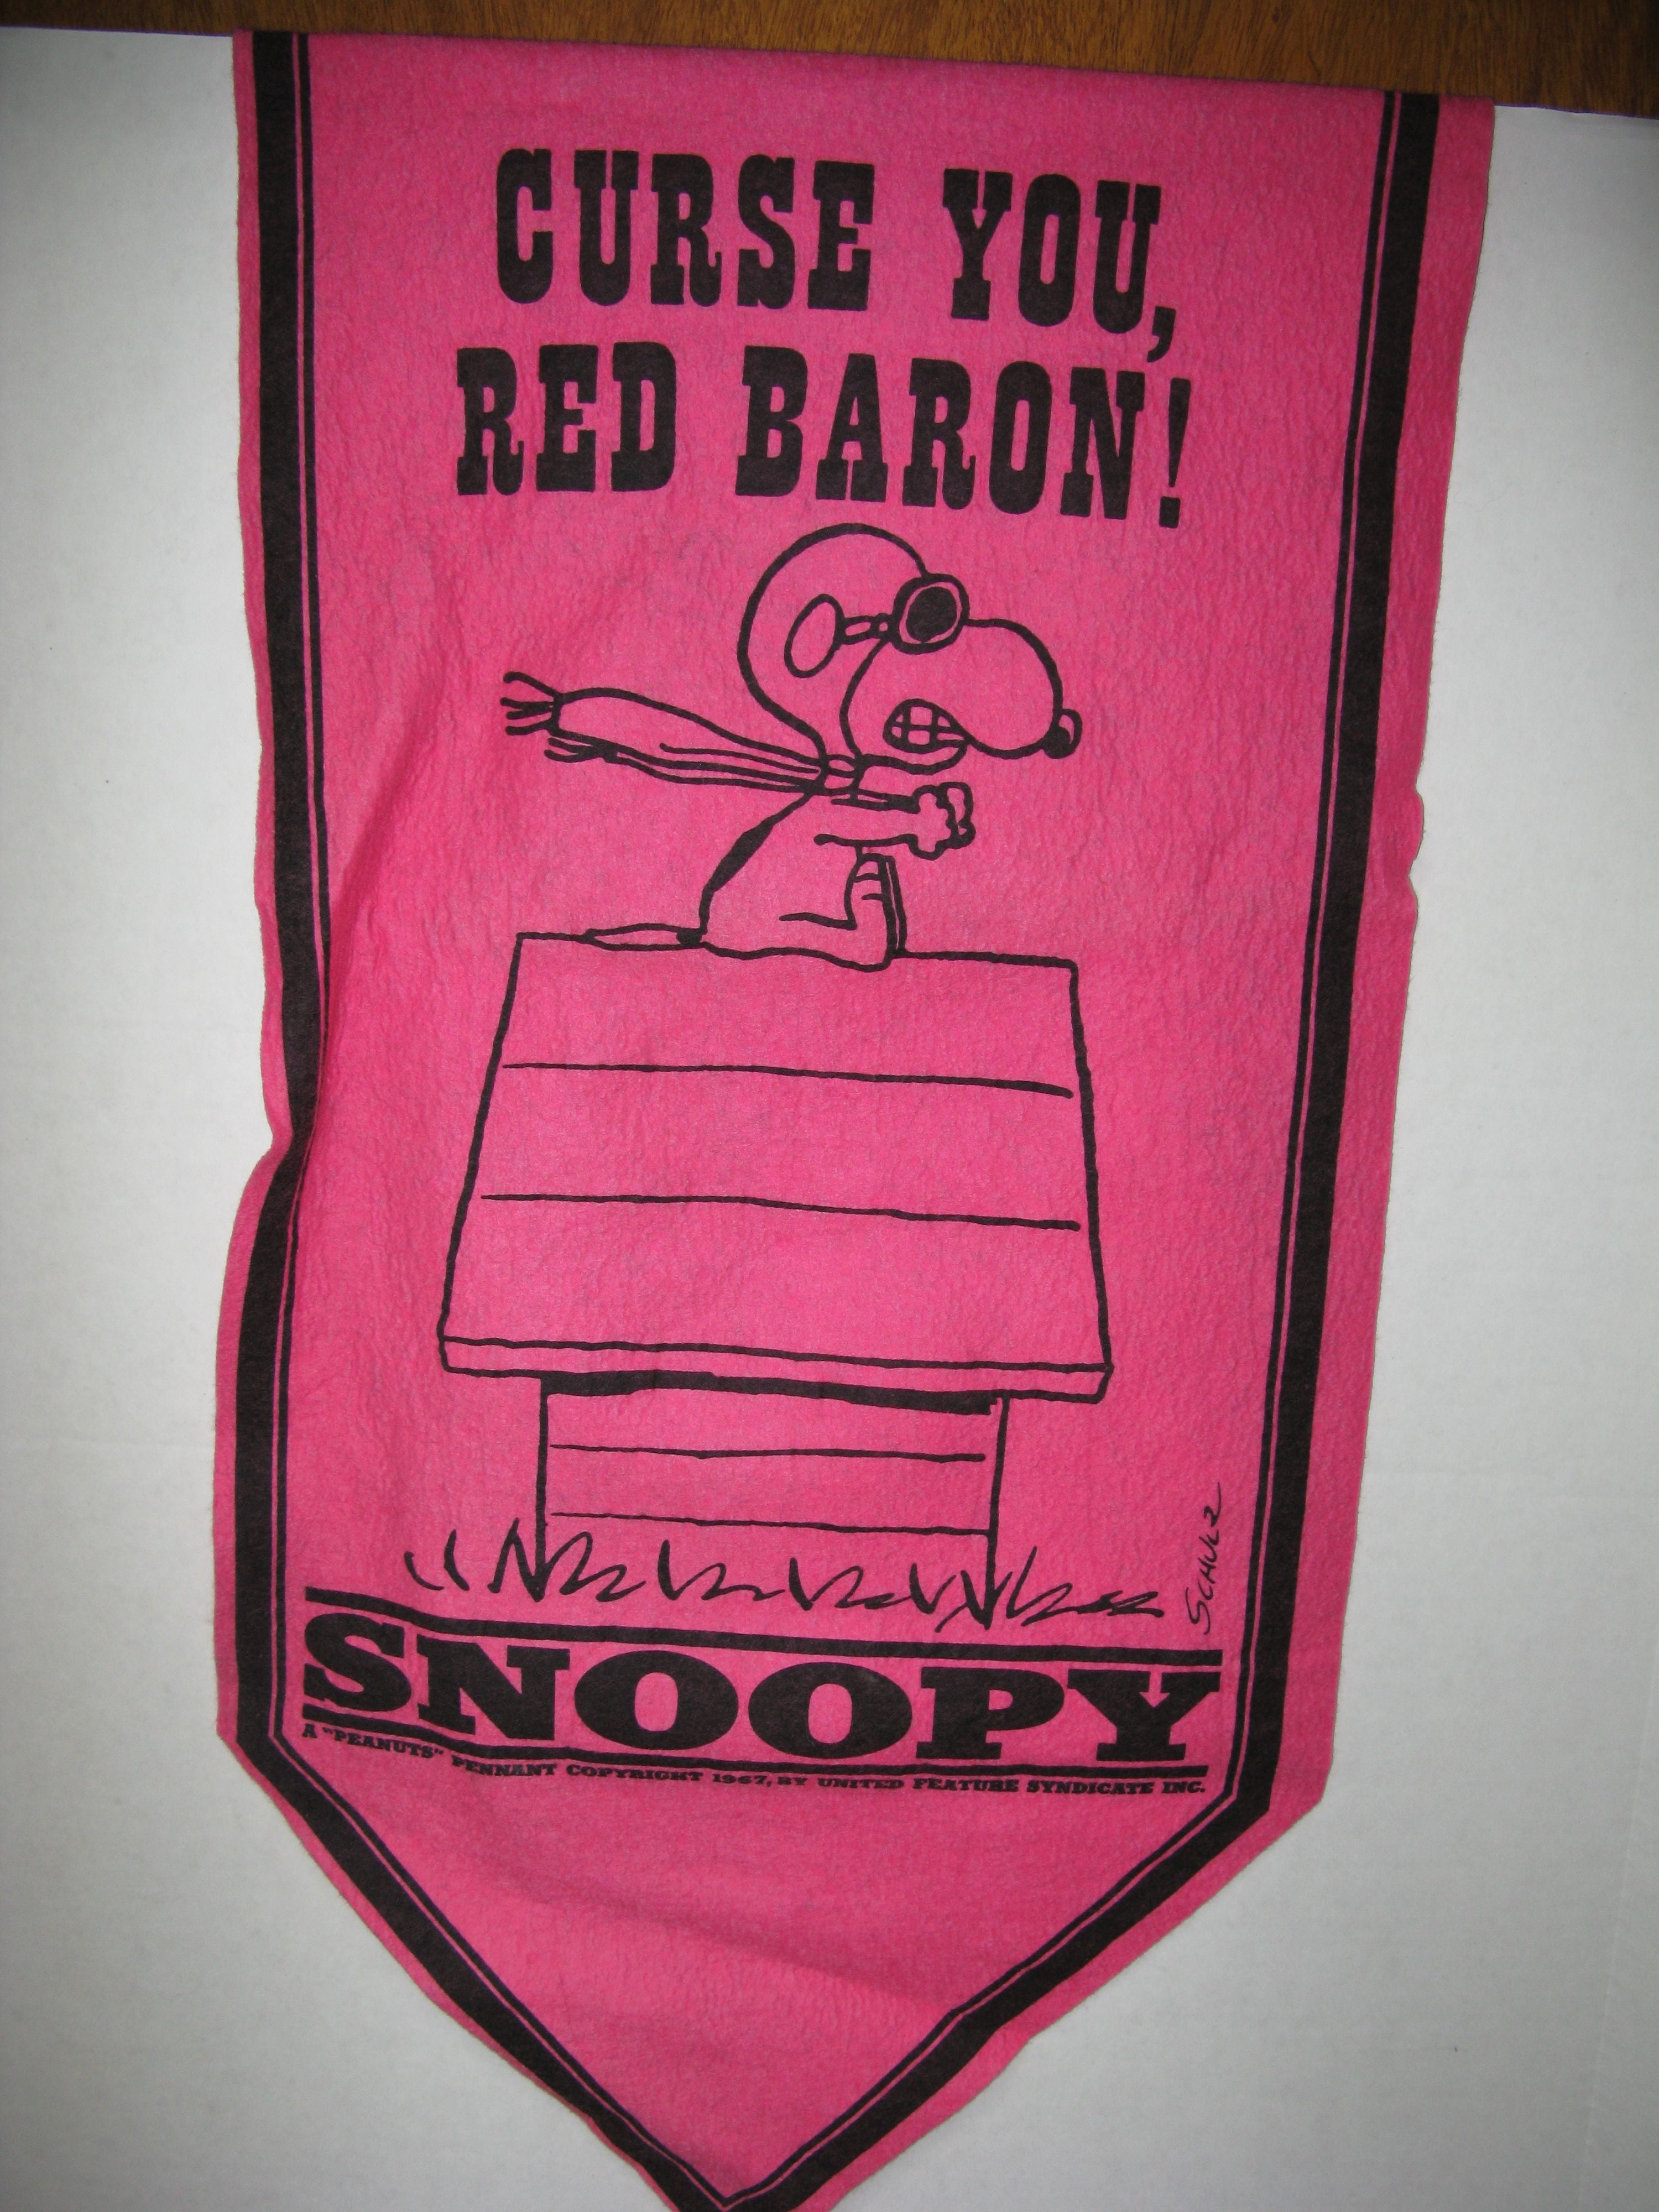 CURSE YOU,
RED BARON!
SCHULZ
SNOOPY
A "PEANUTS" PENNANT COPYRIGHT 1967, BY UNITED FEATURE SYNDICATE INC.